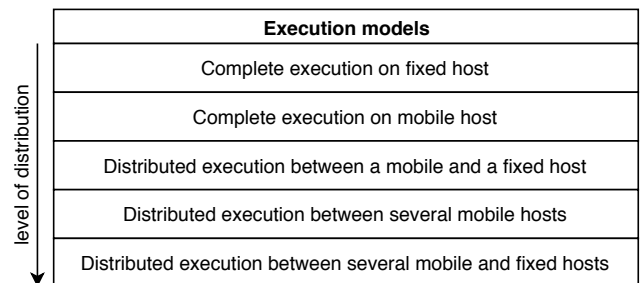 Execution models
Complete execution on fixed host
Complete execution on mobile host
Distributed execution between a mobile and a fixed host
Distributed execution between several mobile hosts
Distributed execution between several mobile and fixed hosts
level of distribution